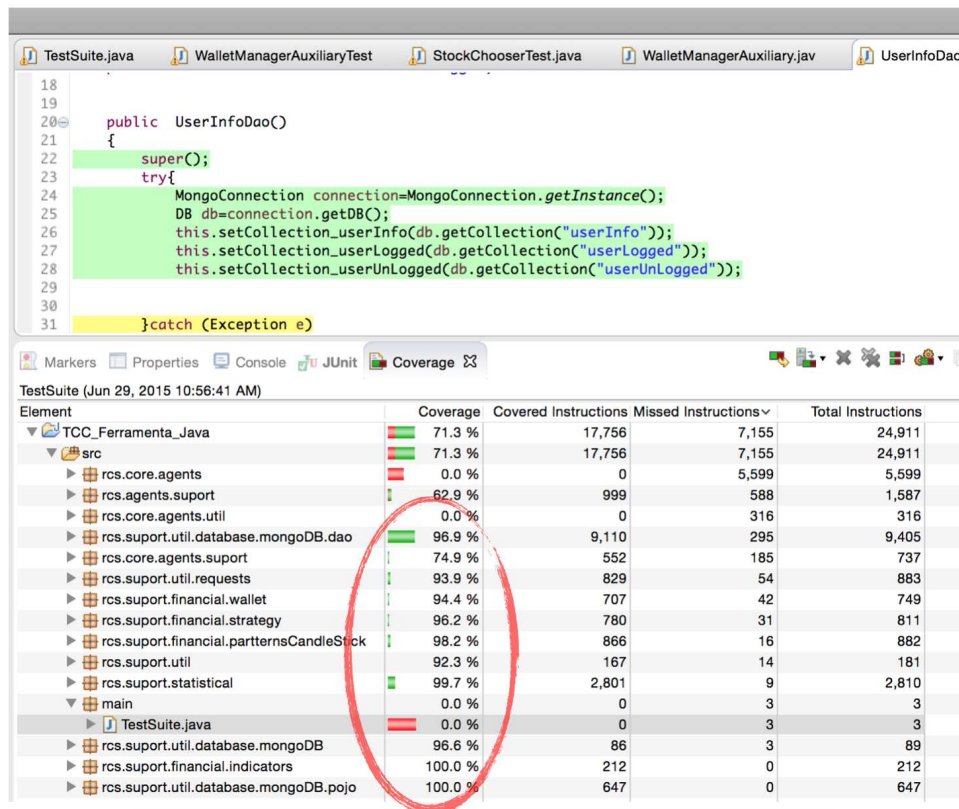 TestSuite.java WalletManagerAuxiliaryTest StockChooserTest.java WalletManagerAuxiliary.jav UserInfoDao
18
19
20 public UserInfoDao()
21 {
22 super();
23 try{
24 MongoConnection connection=MongoConnection.getInstance();
25 DB db=connection.getDB();
26 this.setCollection_userInfo(db.getCollection("userInfo"));
27 this.setCollection_userLogged(db.getCollection("userLogged"));
28 this.setCollection_userUnLogged(db.getCollection("userUnLogged"));
29
30
31 }catch (Exception e)
Markers Properties Console JUnit Coverage
TestSuite (Jun 29, 2015 10:56:41 AM)
Element Coverage Covered Instructions Missed Instructions Total Instructions
TCC_Ferramenta_Java 71.3 % 17,756 7,155 24,911
src 71.3 % 17,756 7,155 24,911
rcs.core.agents 0.0 % 0 5,599 5,599
rcs.agents.suport 62.9 % 999 588 1,587
rcs.core.agents.util 0.0 % 0 316 316
rcs.suport.util.database.mongoDB.dao 96.9 % 9,110 295 9,405
rcs.core.agents.suport 74.9 % 552 185 737
rcs.suport.util.requests 93.9 % 829 54 883
rcs.suport.financial.wallet 94.4 % 707 42 749
rcs.suport.financial.strategy 96.2 % 780 31 811
rcs.suport.financial.partternsCandleStick 98.2 % 866 16 882
rcs.suport.util 92.3 % 167 14 181
rcs.suport.statistical 99.7 % 2,801 9 2,810
main 0.0 % 0 3 3
TestSuite.java 0.0 % 0 3 3
rcs.suport.util.database.mongoDB 96.6 % 86 3 89
rcs.suport.financial.indicators 100.0 % 212 0 212
rcs.suport.util.database.mongoDB.pojo 100.0 % 647 0 647